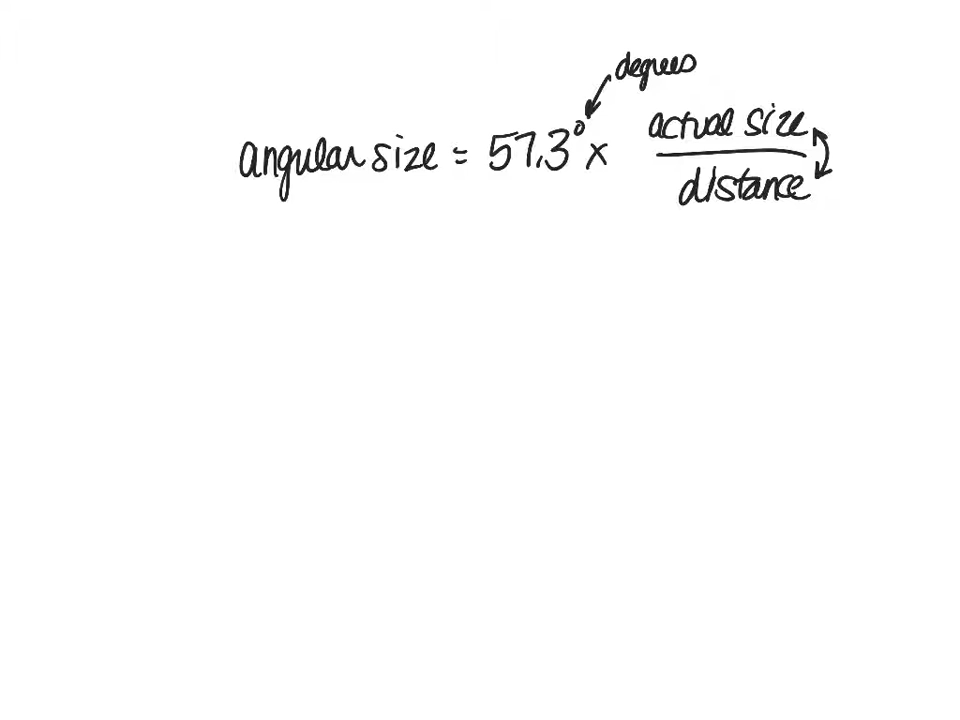 degrees
angular size = 57.3° x actual size
distance